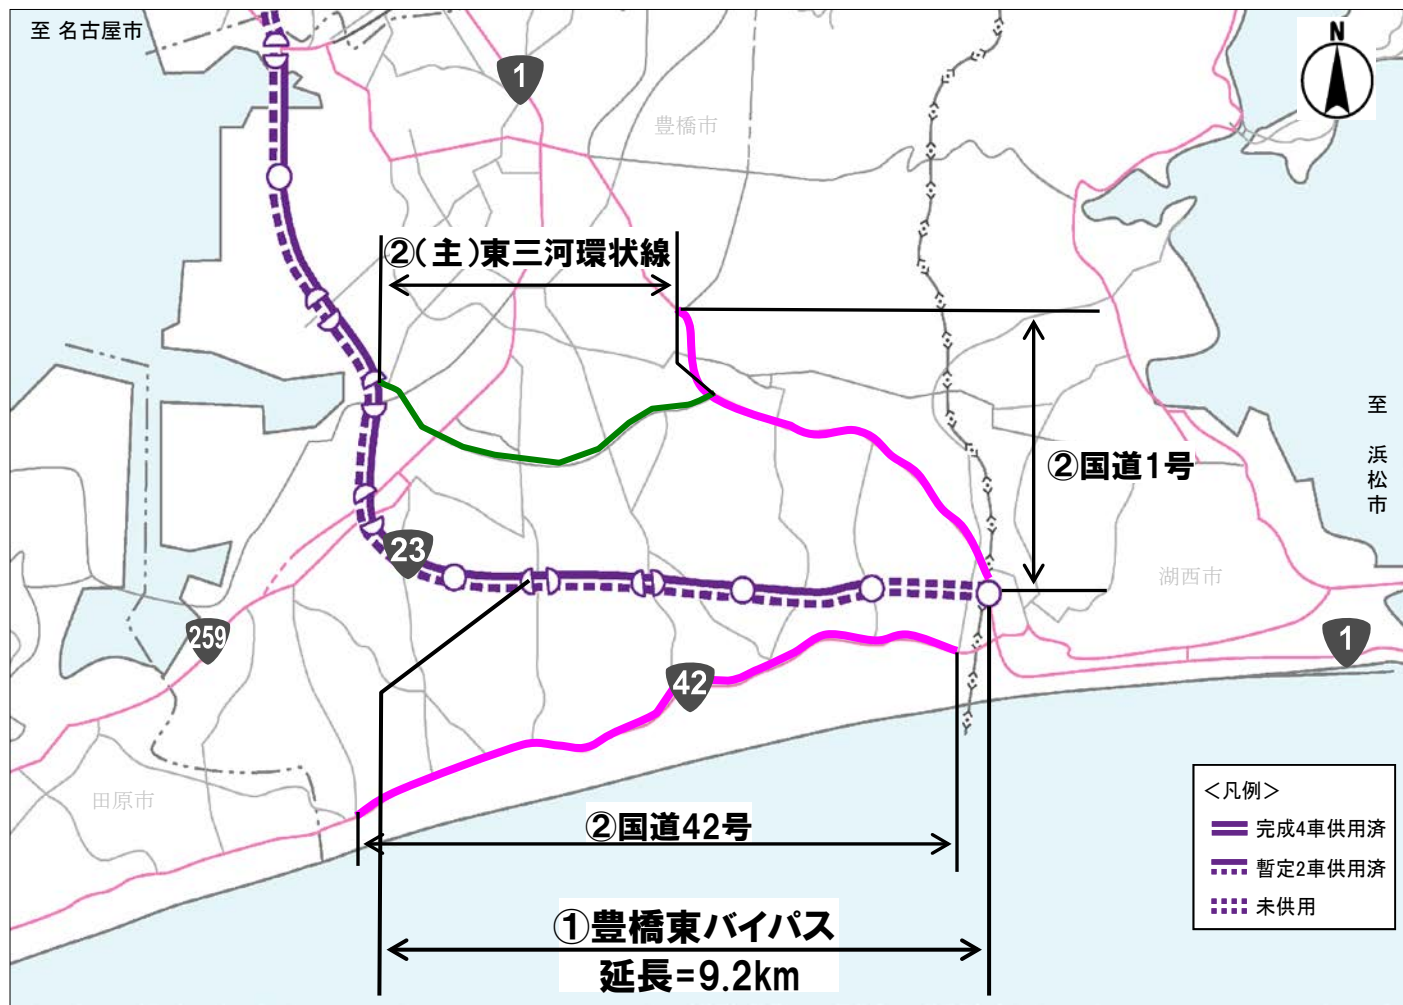 至 名古屋市
N
1
豊橋市
②(主)東三河環状線
至 浜松市
②国道1号
23
湖西市
259
1
42
田原市
②国道42号
①豊橋東バイパス
延長=9.2km
<凡例>
完成4車供用済
暫定2車供用済
未供用